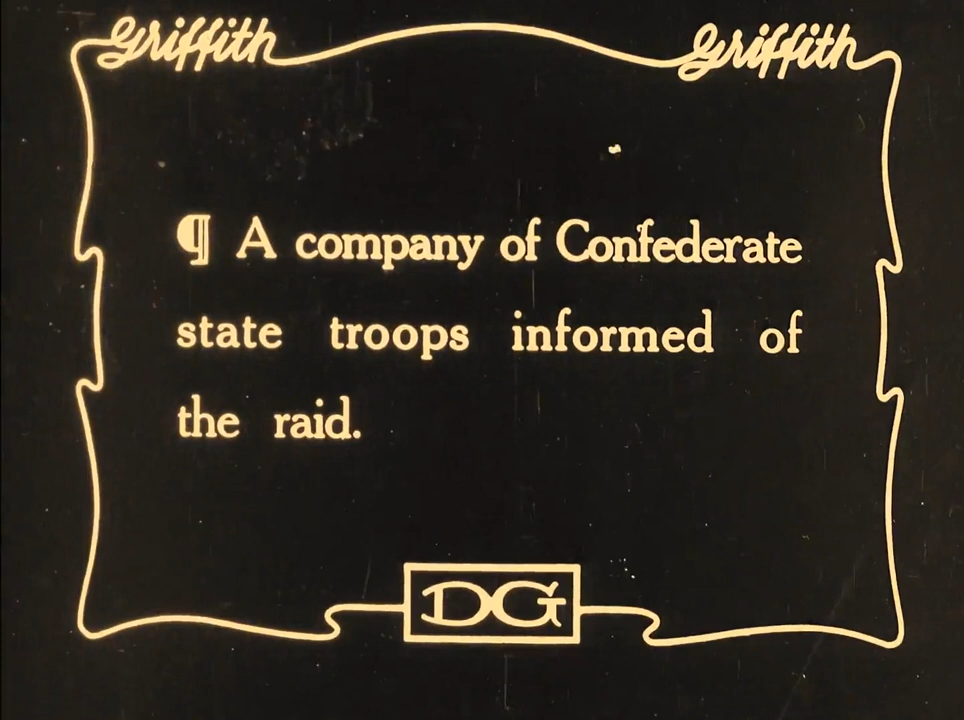 Griffith Griffith
¶ A company of Confederate
state troops informed of
the raid.
DG